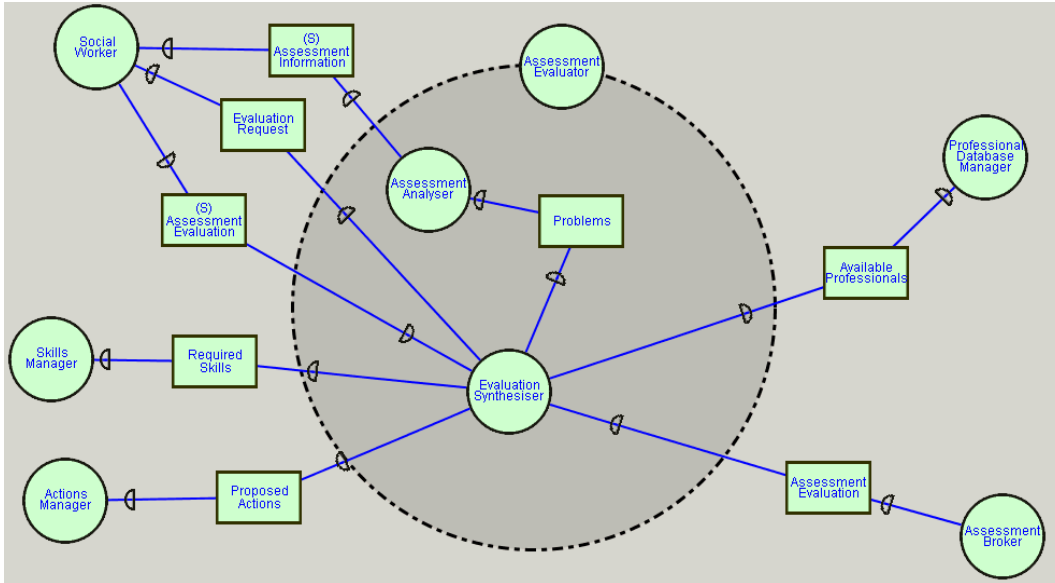 Social
Worker
(S)
Assessment
Information
Assessment
Evaluator
Evaluation
Request
Professional
Database
Manager
Assessment
Analyser
(S)
Assessment
Evaluation
Problems
Available
Professionals
Skills
Manager
Required
Skills
Evaluation
Synthesiser
Actions
Manager
Proposed
Actions
Assessment
Evaluation
Assessment
Broker